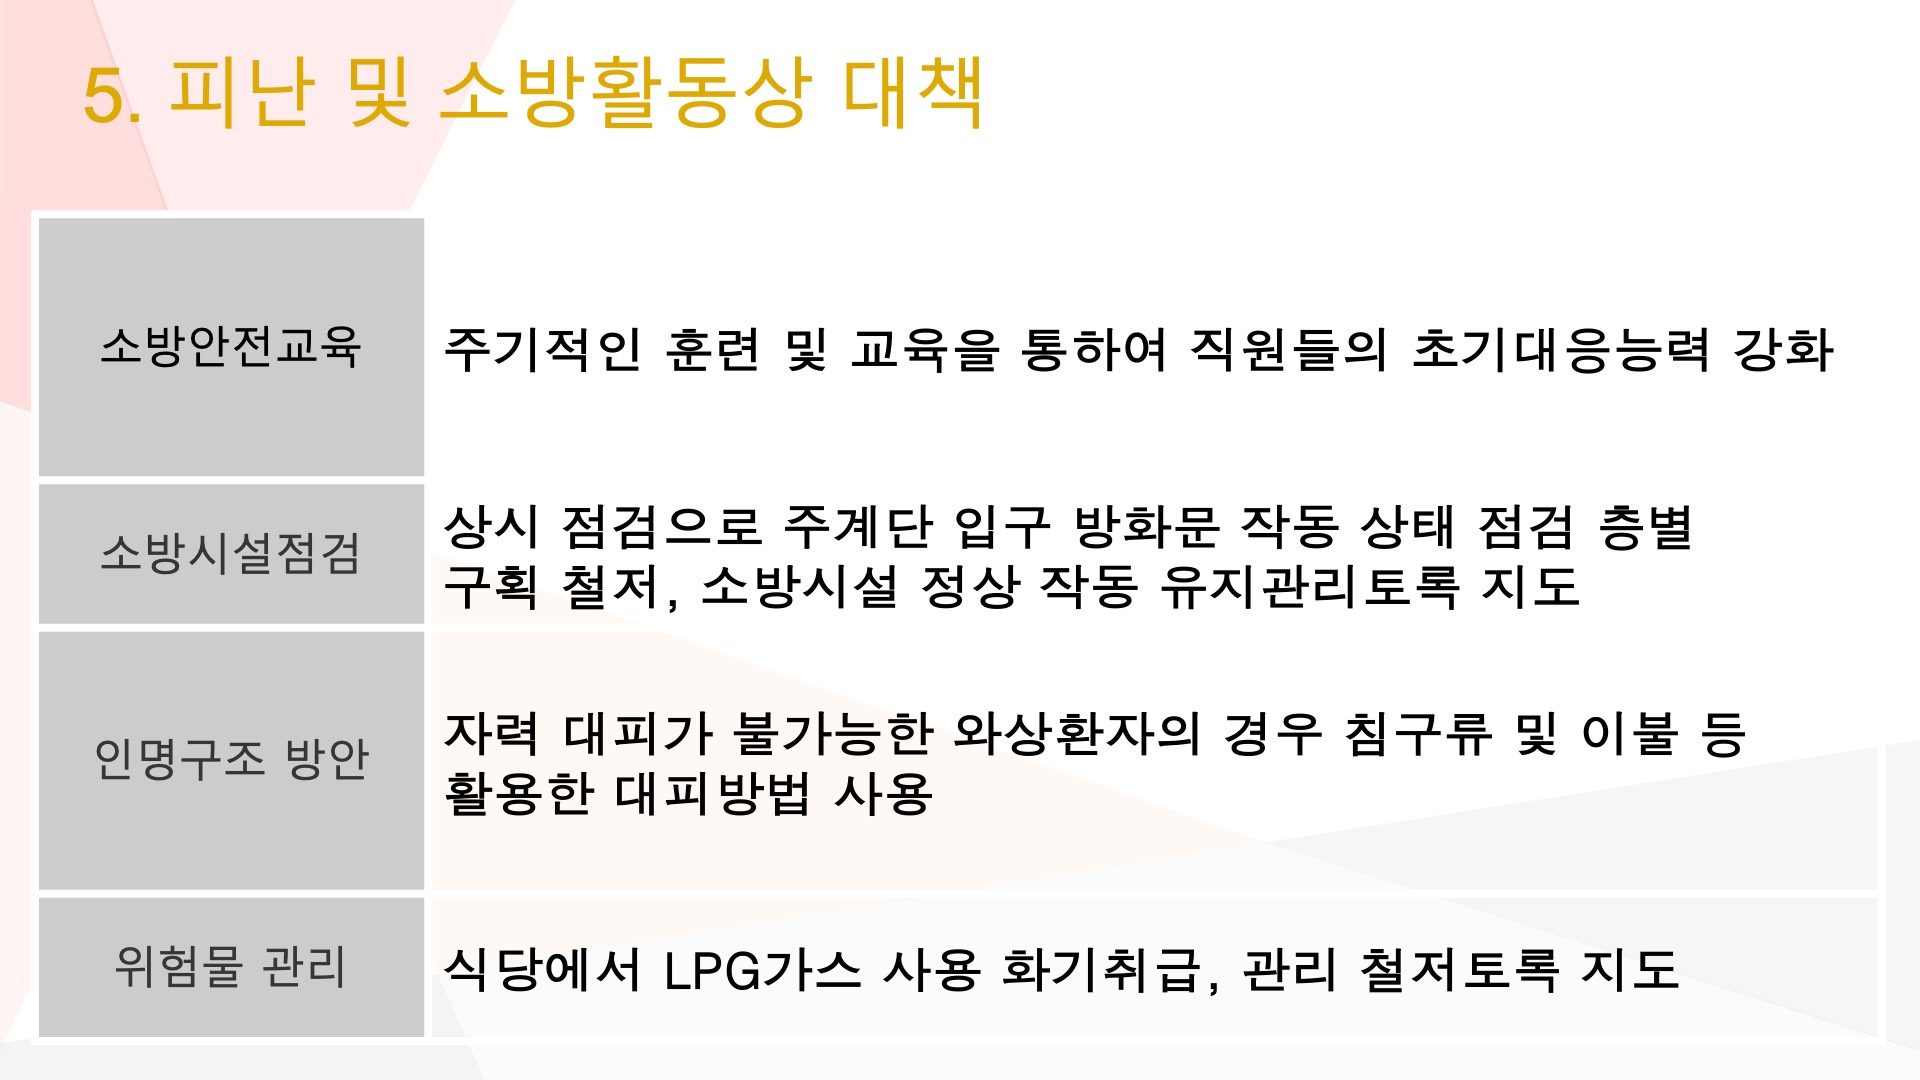 5. 피난 및 소방활동상 대책
소방안전교육
주기적인 훈련 및 교육을 통하여 직원들의 초기대응능력 강화
소방시설점검
상시 점검으로 주계단 입구 방화문 작동 상태 점검 층별
구획 철저, 소방시설 정상 작동 유지관리토록 지도
인명구조 방안
자력 대피가 불가능한 와상환자의 경우 침구류 및 이불 등
활용한 대피방법 사용
위험물 관리
식당에서 LPG가스 사용 화기취급, 관리 철저토록 지도